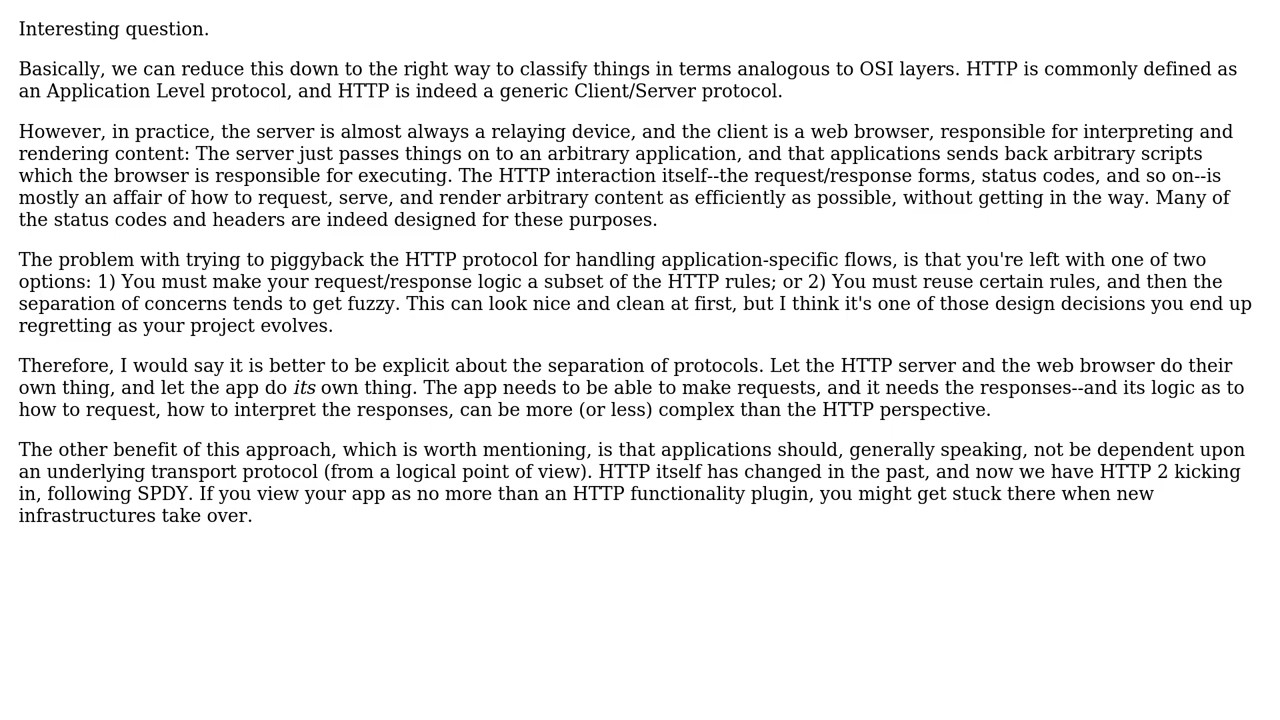 Interesting question.
Basically, we can reduce this down to the right way to classify things in terms analogous to OSI layers. HTTP is commonly defined as
an Application Level protocol, and HTTP is indeed a generic Client/Server protocol.
However, in practice, the server is almost always a relaying device, and the client is a web browser, responsible for interpreting and
rendering content: The server just passes things on to an arbitrary application, and that applications sends back arbitrary scripts
which the browser is responsible for executing. The HTTP interaction itself--the request/response forms, status codes, and so on--is
mostly an affair of how to request, serve, and render arbitrary content as efficiently as possible, without getting in the way. Many of
the status codes and headers are indeed designed for these purposes.
The problem with trying to piggyback the HTTP protocol for handling application-specific flows, is that you're left with one of two
options: 1) You must make your request/response logic a subset of the HTTP rules; or 2) You must reuse certain rules, and then the
separation of concerns tends to get fuzzy. This can look nice and clean at first, but I think it's one of those design decisions you end up
regretting as your project evolves.
Therefore, I would say it is better to be explicit about the separation of protocols. Let the HTTP server and the web browser do their
own thing, and let the app do its own thing. The app needs to be able to make requests, and it needs the responses--and its logic as to
how to request, how to interpret the responses, can be more (or less) complex than the HTTP perspective.
The other benefit of this approach, which is worth mentioning, is that applications should, generally speaking, not be dependent upon
an underlying transport protocol (from a logical point of view). HTTP itself has changed in the past, and now we have HTTP 2 kicking
in, following SPDY. If you view your app as no more than an HTTP functionality plugin, you might get stuck there when new
infrastructures take over.